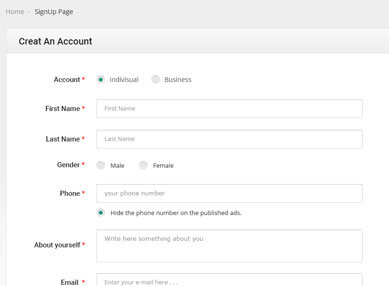 Home - SignUp Page
Creat An Account
Account * Indivisual Business
First Name * First Name
Last Name * Last Name
Gender * Male Female
Phone * your phone number
Hide the phone number on the published ads.
About yourself * Write here something about you
Email * Enter your e-mail here . . .